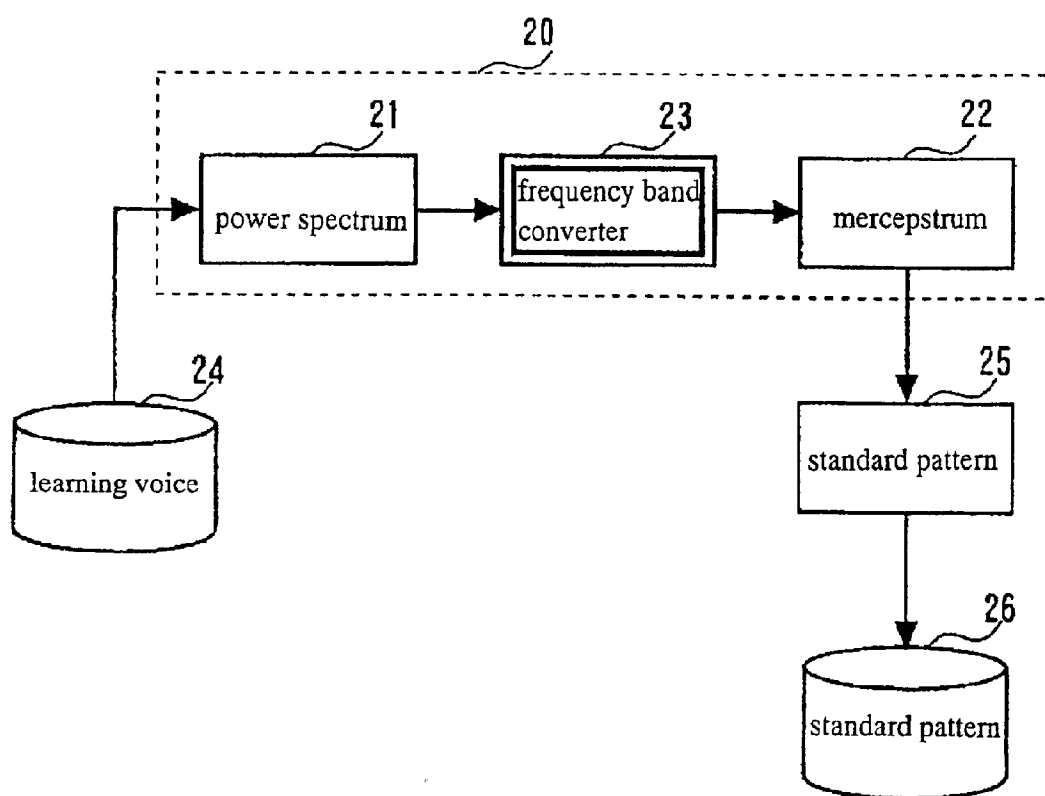 20
21
23
22
power spectrum
frequency band
converter
mercepstrum
24
25
learning voice
standard pattern
26
standard pattern